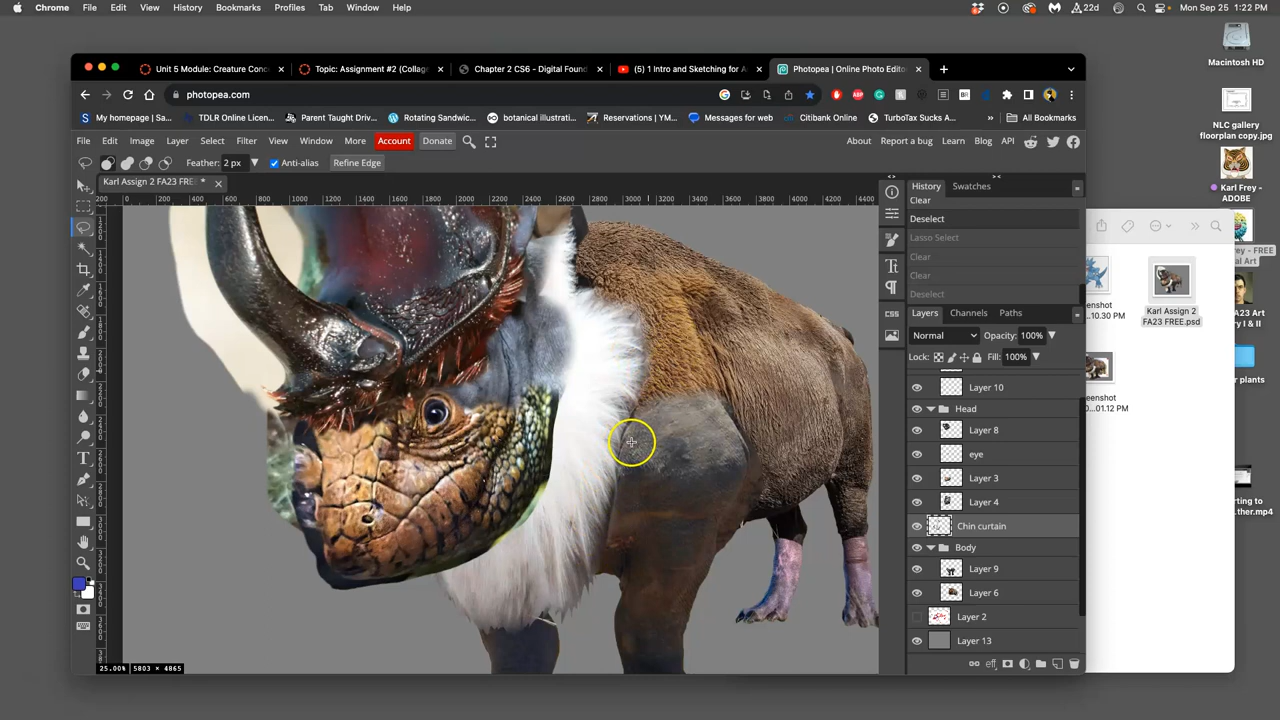 Chrome File Edit View History Bookmarks Profiles Tab Window Help 22d Mon Sep 25 1:22 PM
Unit 5 Module: Creature Conc Topic: Assignment #2 (Collag Chapter 2 CS6 - Digital Foun (5) 1 Intro and Sketching for A Photopea | Online Photo Editor
photopea.com
My homepage | s... TDLR Online Licen... Parent Taught Driv... Rotating Sandwic... botanical illustrati... Reservations | YM... Messages for web Citibank Online TurboTax Sucks A... All Bookmarks
File Edit Image Layer Select Filter View Window More Account Donate About Report a bug Learn Blog API
Feather: 2 px Anti-alias Refine Edge
Karl Assign 2 FA23 FRE *
History Swatches
Clear
Deselect
Lasso Select
Clear
Clear
Deselect
Layers Channels Paths
Normal Opacity: 100%
Lock: Fill: 100%
Layer 10
Head
Layer 8
eye
Layer 3
Layer 4
Chin curtain
Body
Layer 9
Layer 6
Layer 2
Layer 13
25.00% 5803 x 4865
Macintosh HD
NLC gallery
floorplan copy.jpg
Karl Frey -
ADOBE
Karl Assign 2
FA23 FREE.psd